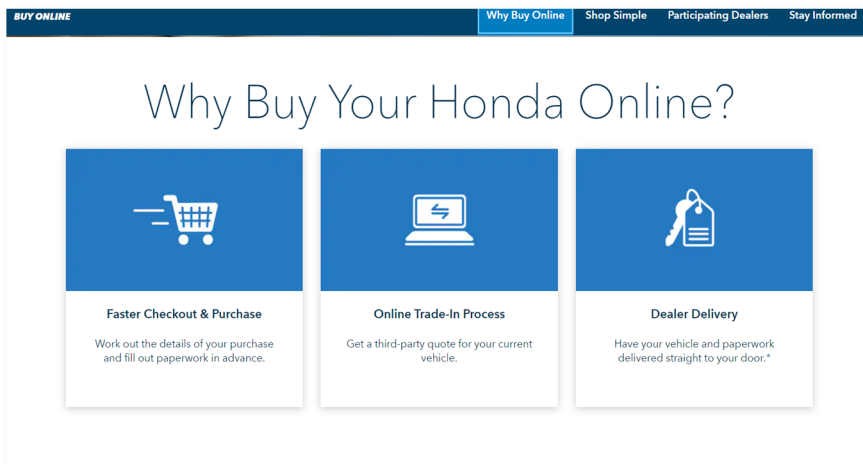 BUY ONLINE
Why Buy Online
Shop Simple
Participating Dealers
Stay Informed
Why Buy Your Honda Online?
Faster Checkout & Purchase
Work out the details of your purchase
and fill out paperwork in advance.
Online Trade-In Process
Get a third-party quote for your current
vehicle.
Dealer Delivery
Have your vehicle and paperwork
delivered straight to your door.*